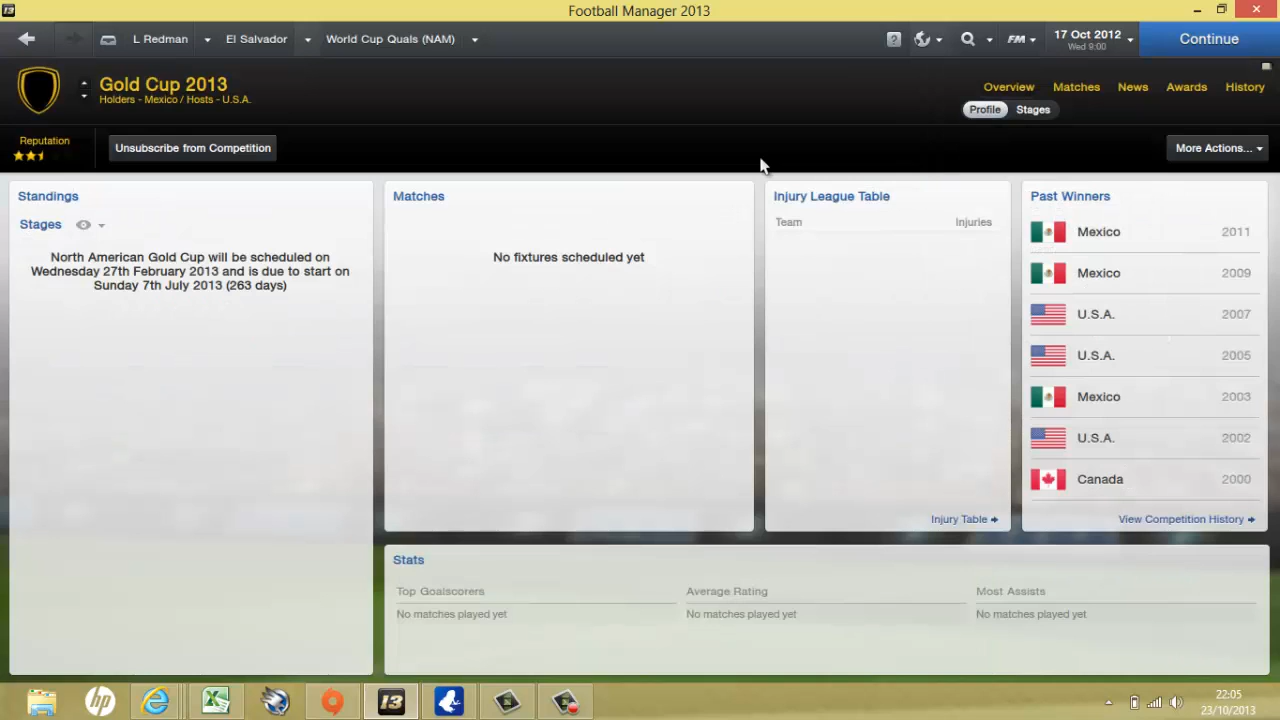 13
Football Manager 2013
L Redman
El Salvador
World Cup Quals (NAM)
?
FM
17 Oct 2012
Wed 9:00
Continue
Gold Cup 2013
Holders - Mexico / Hosts - U.S.A.
Overview
Matches
News
Awards
History
Profile
Stages
Reputation
Unsubscribe from Competition
More Actions...
Standings
Stages
North American Gold Cup will be scheduled on
Wednesday 27th February 2013 and is due to start on
Sunday 7th July 2013 (263 days)
Matches
No fixtures scheduled yet
Injury League Table
Team Injuries
Injury Table
Past Winners
Mexico 2011
Mexico 2009
U.S.A. 2007
U.S.A. 2005
Mexico 2003
U.S.A. 2002
Canada 2000
View Competition History
Stats
Top Goalscorers
No matches played yet
Average Rating
No matches played yet
Most Assists
No matches played yet
hp
13
22:05
23/10/2013